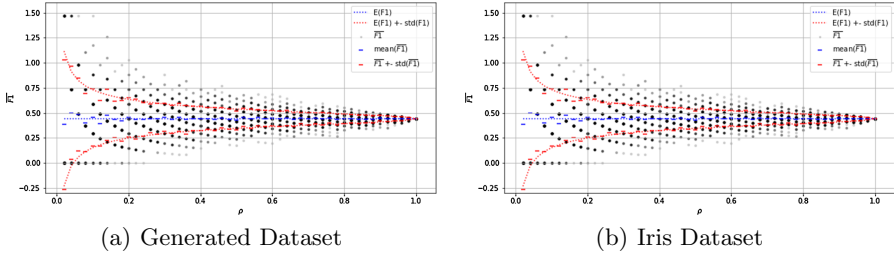 1.50
1.25
1.00
0.75
0.50
0.25
0.00
−0.25
F1
0.0 0.2 0.4 0.6 0.8 1.0
ρ
E(F1)
E(F1) +- std(F1)
F1
mean(F1)
F1 +- std(F1)
(a) Generated Dataset
1.50
1.25
1.00
0.75
0.50
0.25
0.00
−0.25
F1
0.0 0.2 0.4 0.6 0.8 1.0
ρ
E(F1)
E(F1) +- std(F1)
F1
mean(F1)
F1 +- std(F1)
(b) Iris Dataset